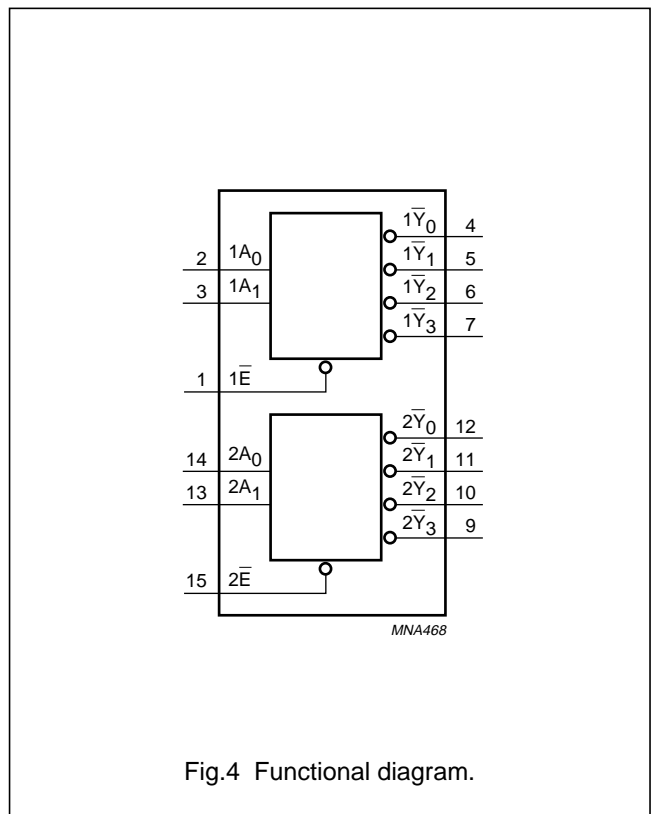 1Y̅0 4
2 1A0 1Y̅1 5
3 1A1 1Y̅2 6
1Y̅3 7
1 1E̅
2Y̅0 12
14 2A0 2Y̅1 11
13 2A1 2Y̅2 10
2Y̅3 9
15 2E̅
MNA468
Fig.4 Functional diagram.